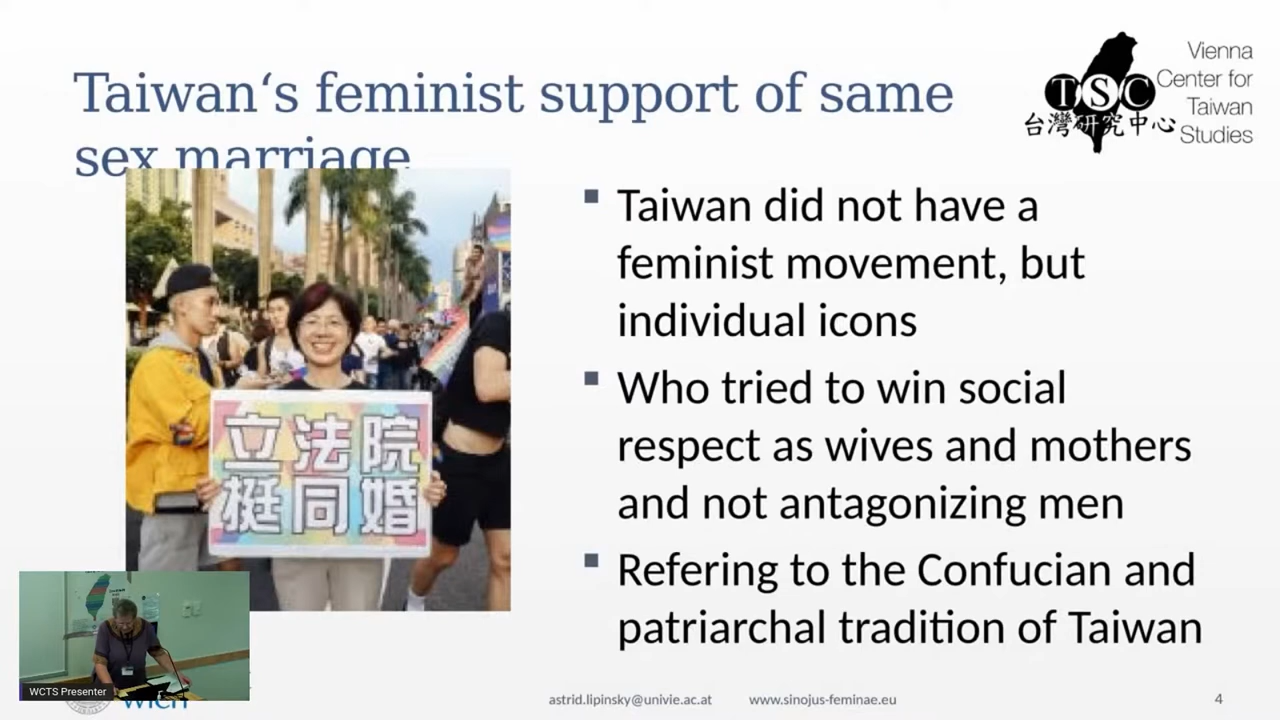 Taiwan‘s feminist support of same
sex marriage
TSC
台灣研究中心
Vienna
Center for
Taiwan
Studies
立法院
挺同婚
▪ Taiwan did not have a
feminist movement, but
individual icons
▪ Who tried to win social
respect as wives and mothers
and not antagonizing men
▪ Refering to the Confucian and
patriarchal tradition of Taiwan
WCTS Presenter
astrid.lipinsky@univie.ac.at
www.sinojus-feminae.eu
4